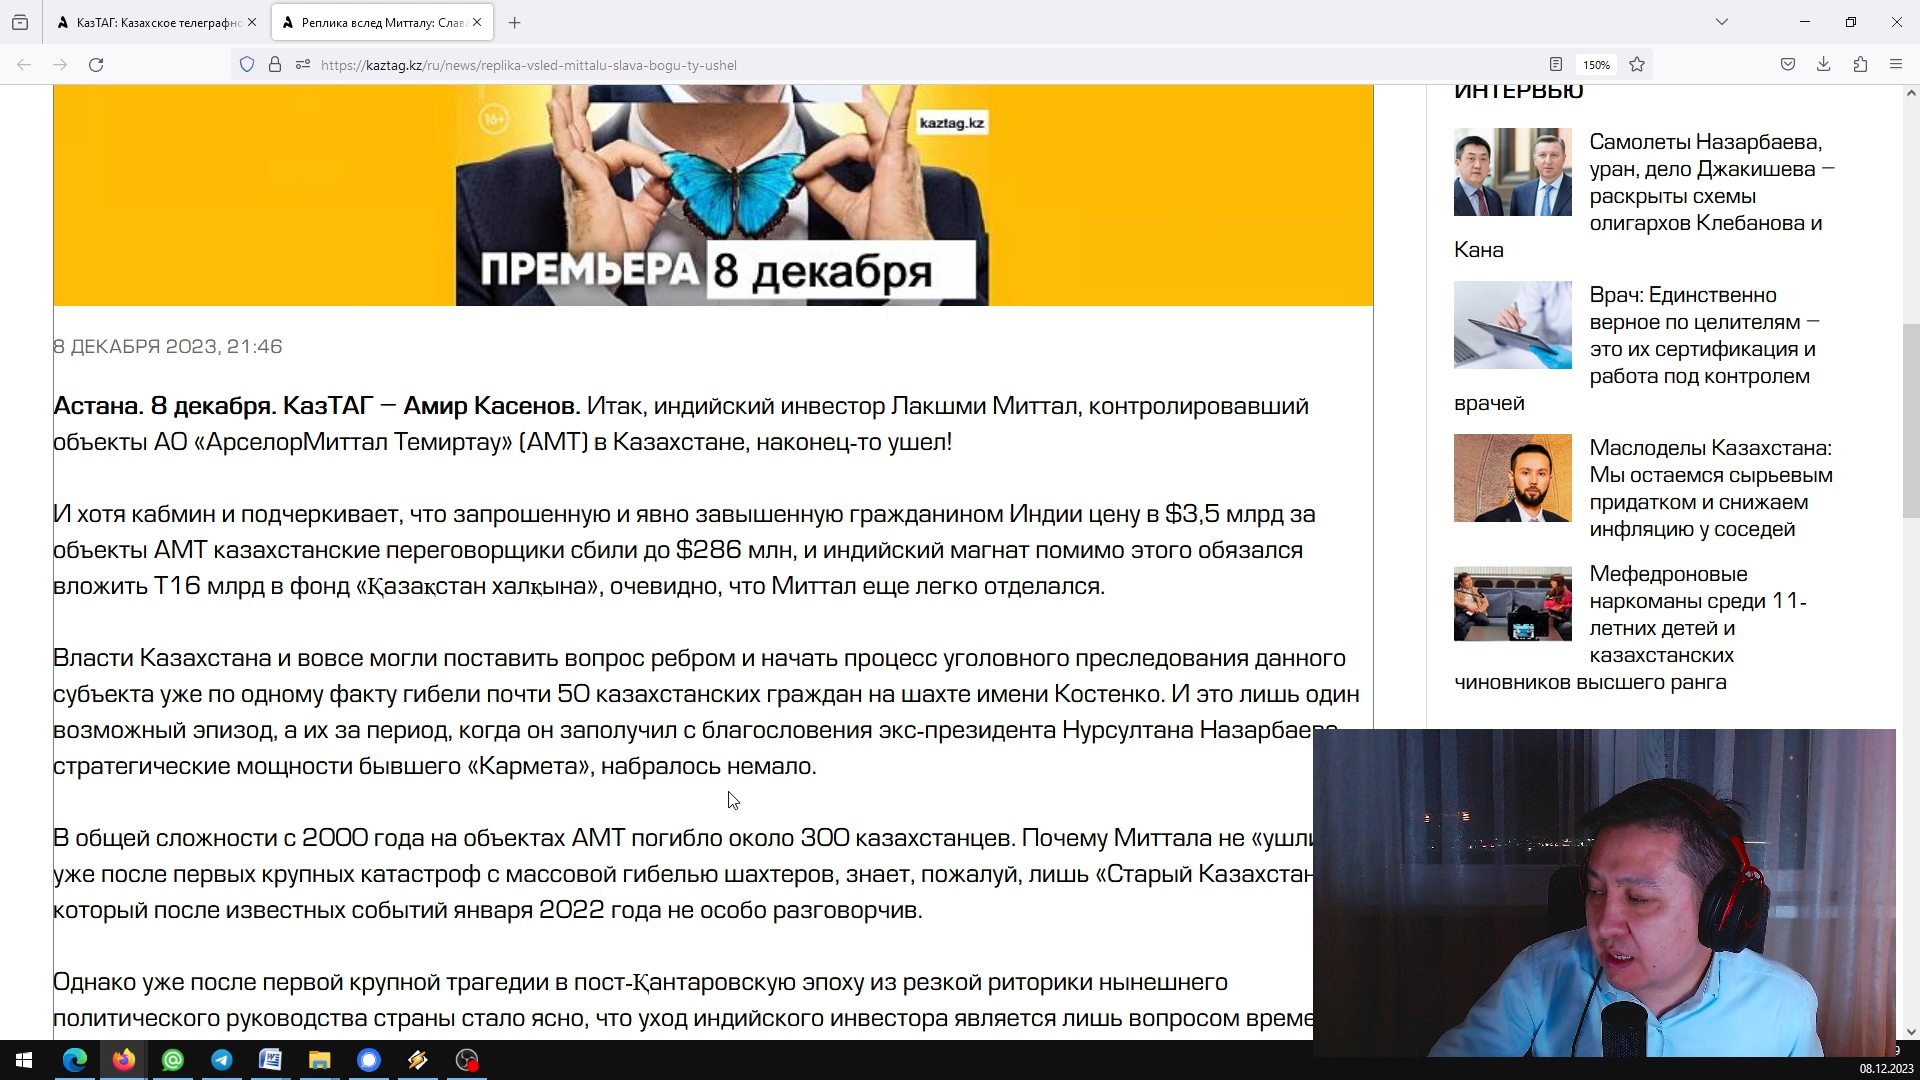 КазТАГ: Казахское телеграфно
Реплика вслед Митталу: Слав
https://kaztag.kz/ru/news/replika-vsled-mittalu-slava-bogu-ty-ushel
150%
16+
kaztag.kz
ПРЕМЬЕРА 8 декабря
8 ДЕКАБРЯ 2023, 21:46
Астана. 8 декабря. КазТАГ – Амир Касенов. Итак, индийский инвестор Лакшми Миттал, контролировавший
объекты АО «АрселорМиттал Темиртау» (АМТ) в Казахстане, наконец-то ушел!
И хотя кабмин и подчеркивает, что запрошенную и явно завышенную гражданином Индии цену в $3,5 млрд за
объекты АМТ казахстанские переговорщики сбили до $286 млн, и индийский магнат помимо этого обязался
вложить Т16 млрд в фонд «Қазақстан халқына», очевидно, что Миттал еще легко отделался.
Власти Казахстана и вовсе могли поставить вопрос ребром и начать процесс уголовного преследования данного
субъекта уже по одному факту гибели почти 50 казахстанских граждан на шахте имени Костенко. И это лишь один
возможный эпизод, а их за период, когда он заполучил с благословения экс-президента Нурсултана Назарбаева
стратегические мощности бывшего «Кармета», набралось немало.
В общей сложности с 2000 года на объектах АМТ погибло около 300 казахстанцев. Почему Миттала не «ушли
уже после первых крупных катастроф с массовой гибелью шахтеров, знает, пожалуй, лишь «Старый Казахстан
который после известных событий января 2022 года не особо разговорчив.
Однако уже после первой крупной трагедии в пост-Қантаровскую эпоху из резкой риторики нынешнего
политического руководства страны стало ясно, что уход индийского инвестора является лишь вопросом време
ИНТЕРВЬЮ
Самолеты Назарбаева,
уран, дело Джакишева –
раскрыты схемы
олигархов Клебанова и
Кана
Врач: Единственно
верное по целителям –
это их сертификация и
работа под контролем
врачей
Маслоделы Казахстана:
Мы остаемся сырьевым
придатком и снижаем
инфляцию у соседей
Мефедроновые
наркоманы среди 11-
летних детей и
казахстанских
чиновников высшего ранга
9
08.12.2023